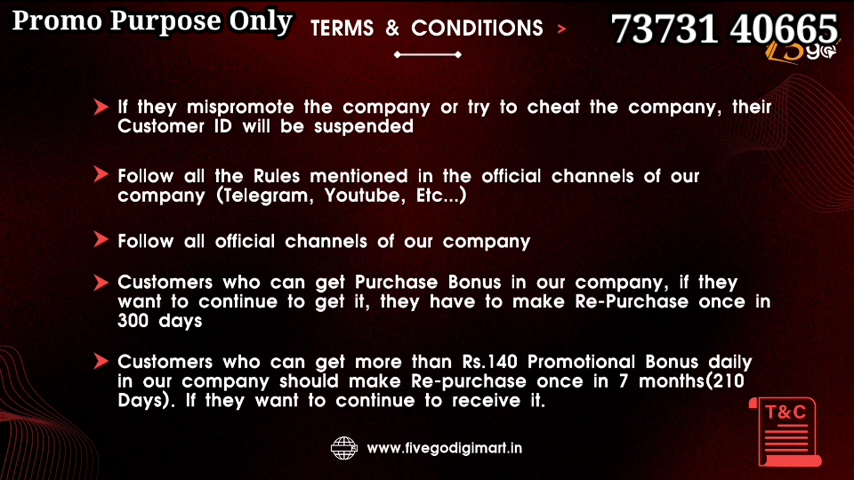 Promo Purpose Only
TERMS & CONDITIONS >
73731 40665
If they mispromote the company or try to cheat the company, their
Customer ID will be suspended
Follow all the Rules mentioned in the official channels of our
company (Telegram, Youtube, Etc...)
Follow all official channels of our company
Customers who can get Purchase Bonus in our company, if they
want to continue to get it, they have to make Re-Purchase once in
300 days
Customers who can get more than Rs.140 Promotional Bonus daily
in our company should make Re-purchase once in 7 months(210
Days). If they want to continue to receive it.
T&C
www.fivegodigimart.in